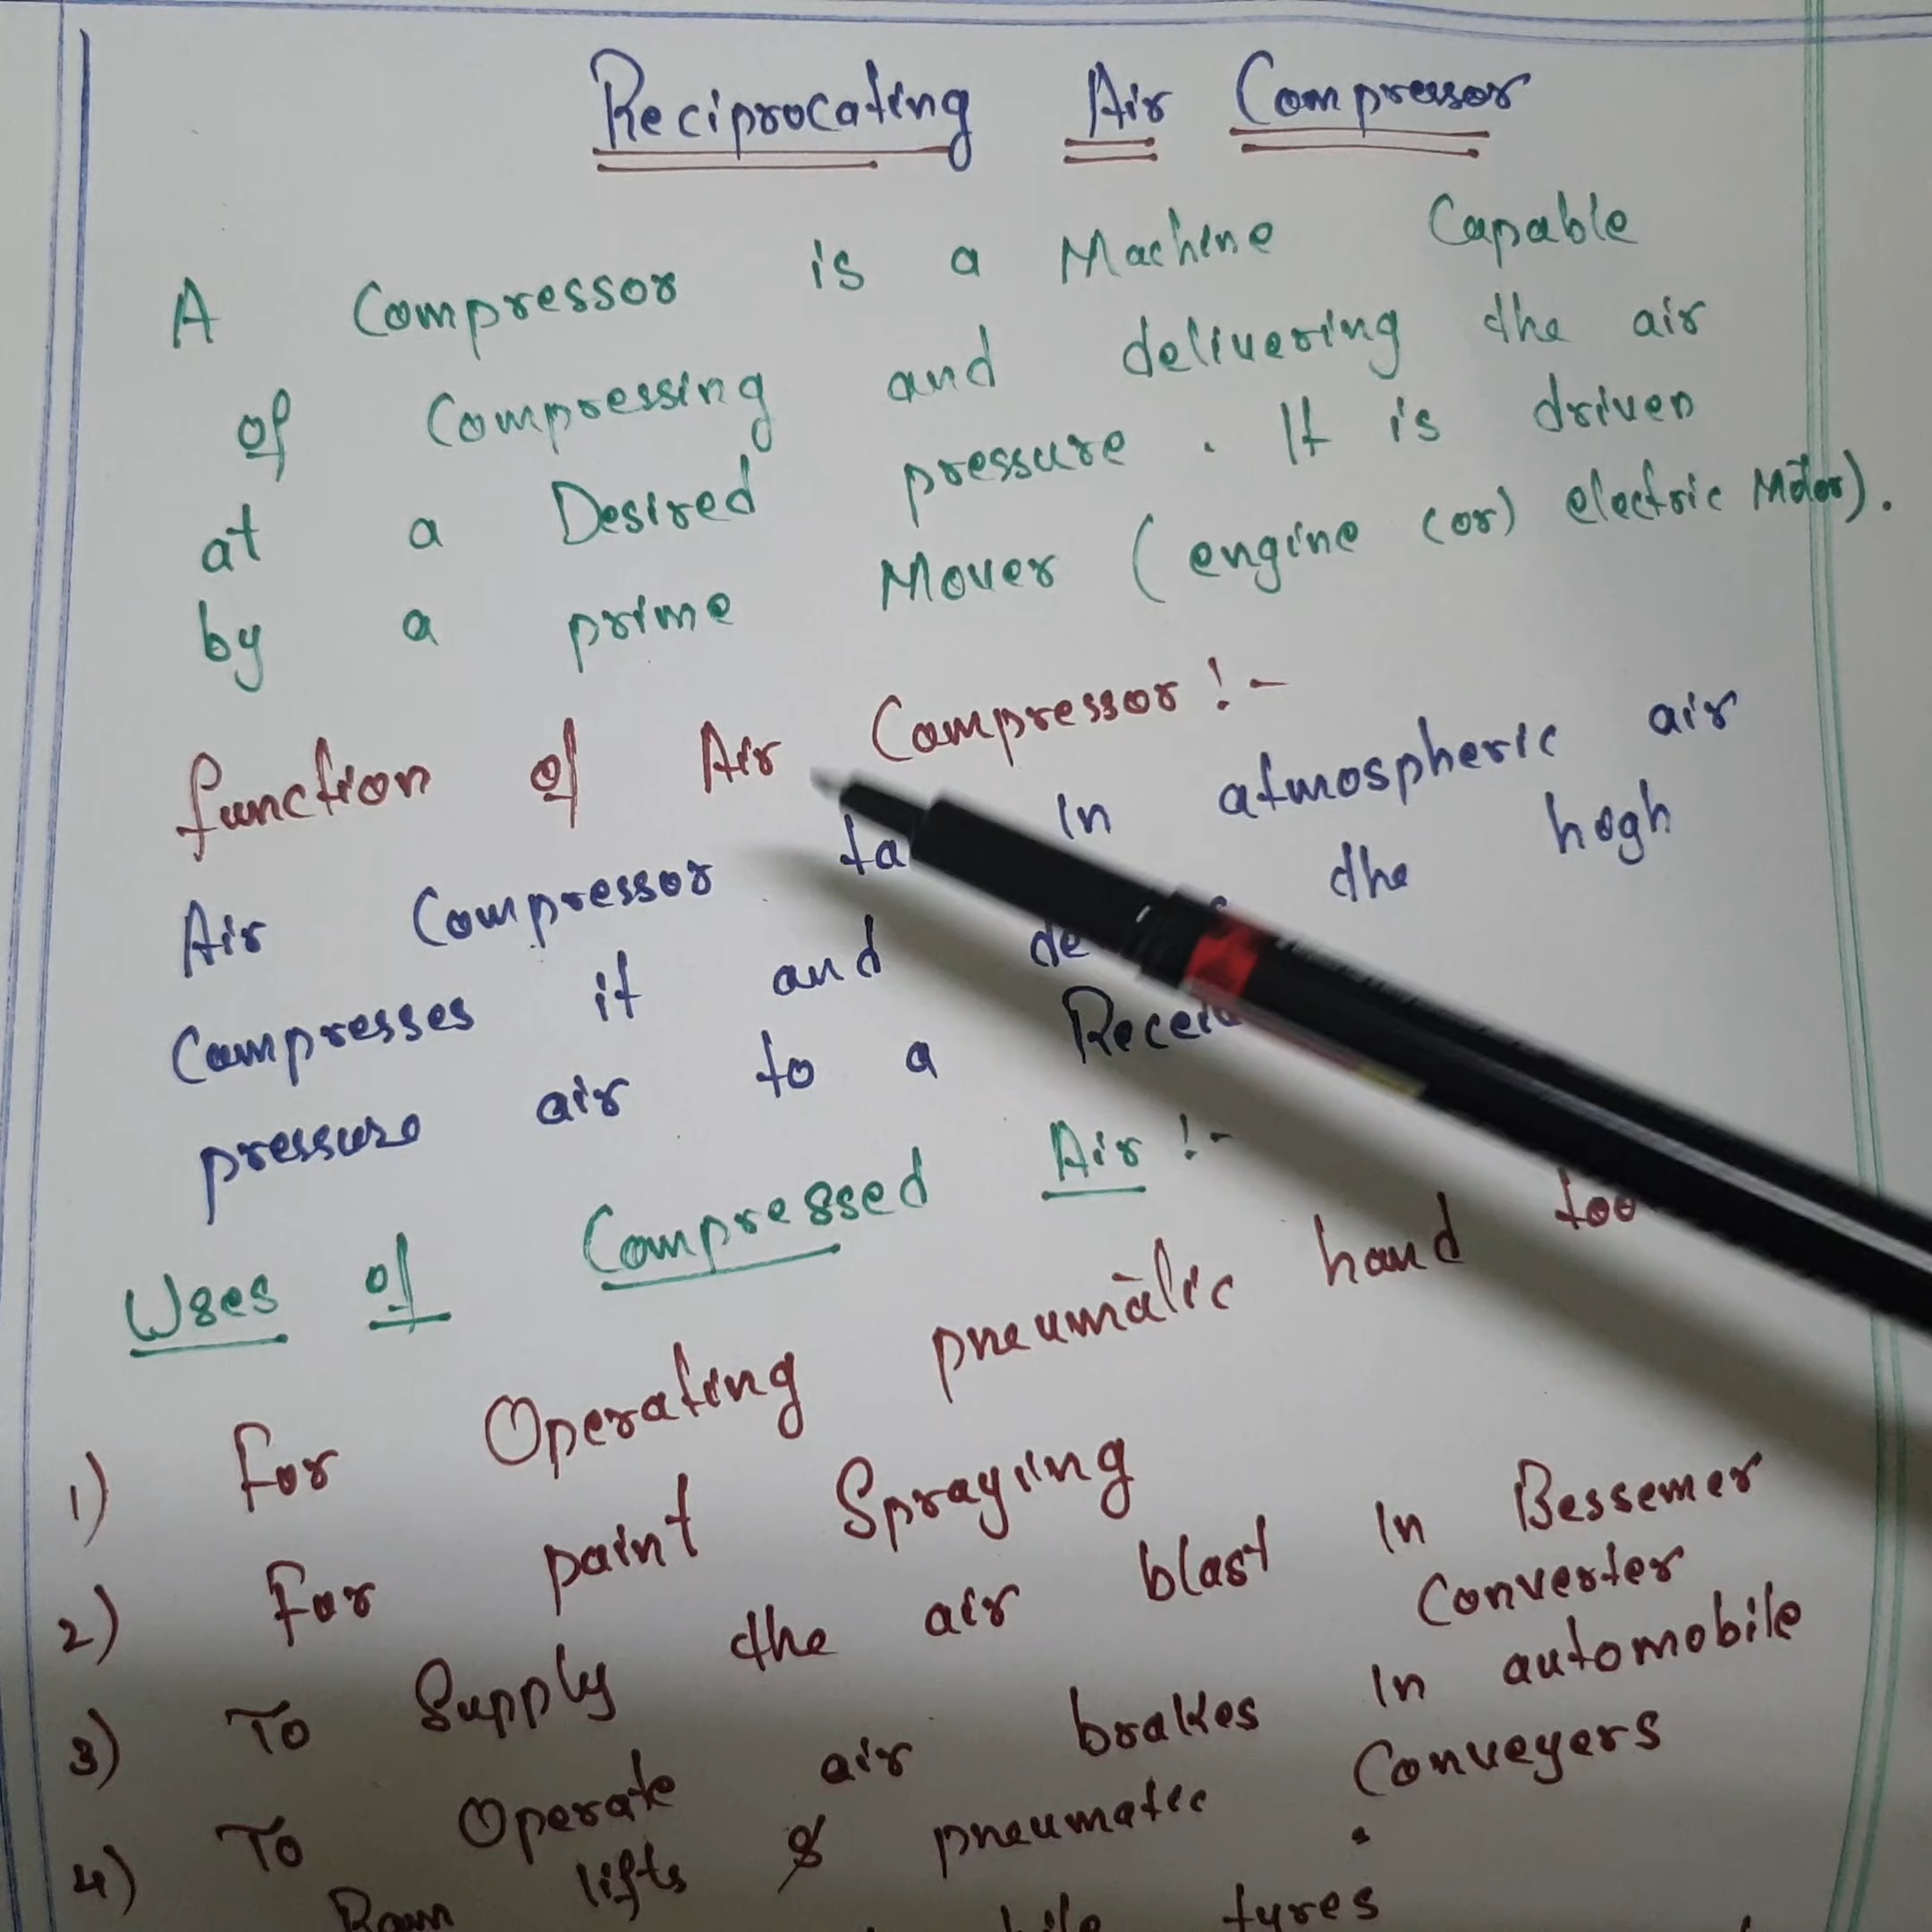 Reciprocating Air Compressor
A Compressor is a Machine Capable
of Compressing and delivering the air
at a Desired pressure. It is driven
by a prime Mover (engine (or) electric Motor).
function of Air Compressor:-
Air Compressor in atmospheric air
Compresses it and the high
pressure air to a
Uses of Compressed Air:-
1) For Operating pneumatic hand
2) For paint Spraying
3) To Supply the air blast in Bessemer
Converter
4) To Operate air brakes in automobile
lifts & pneumatic Conveyers
tyres